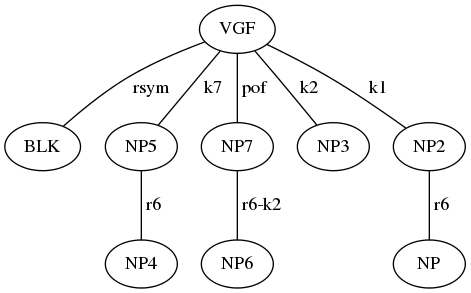 VGF
rsym k7 pof k2 k1
BLK NP5 NP7 NP3 NP2
r6 r6-k2 r6
NP4 NP6 NP